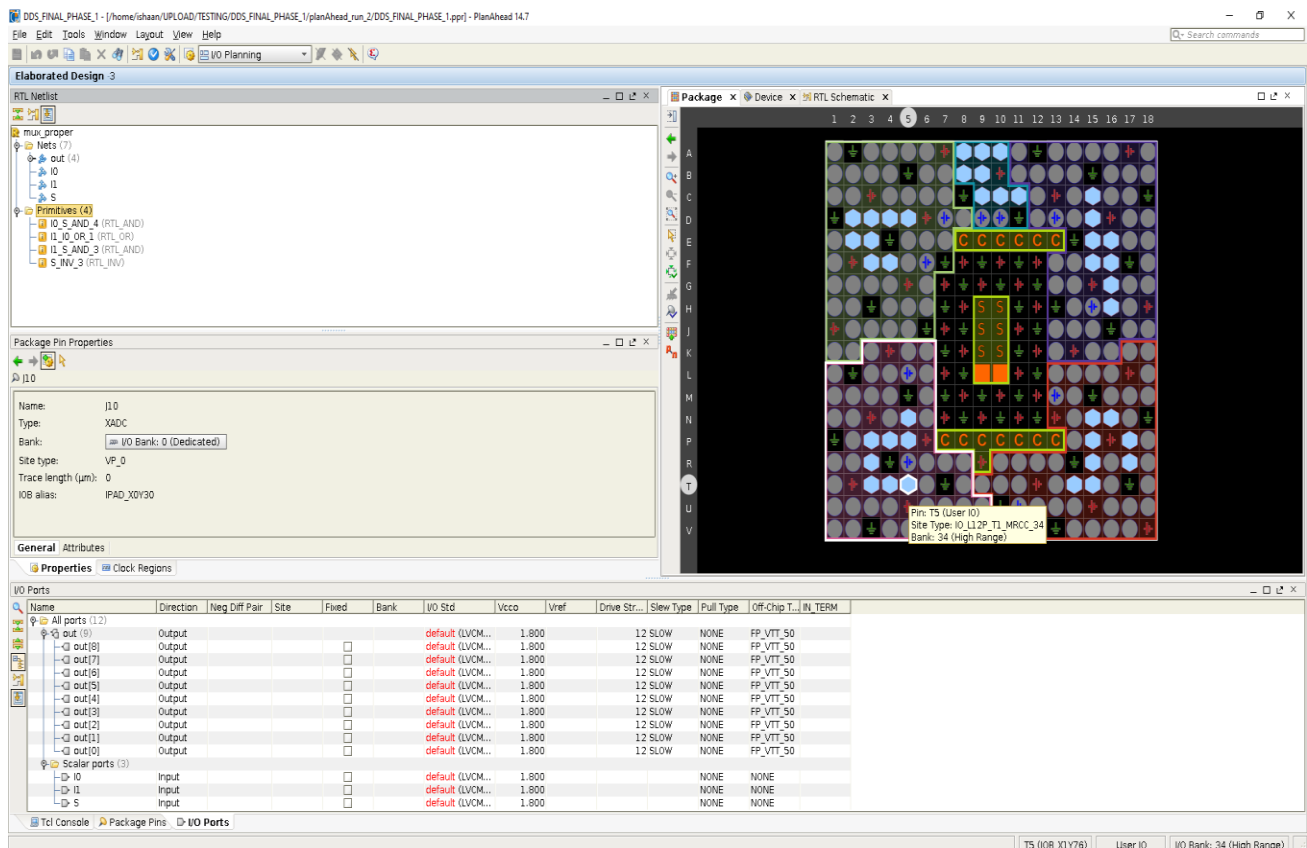 DDS_FINAL_PHASE_1 - [/home/ishaan/UPLOAD/TESTING/DDS_FINAL_PHASE_1/planAhead_run_2/DDS_FINAL_PHASE_1.ppr] - PlanAhead 14.7
File Edit Tools Window Layout View Help
Search commands
I/O Planning
Elaborated Design -3
RTL Netlist
mux_proper
Nets (7)
out (4)
I0
I1
S
Primitives (4)
I0_S_AND_4 (RTL_AND)
I1_I0_OR_1 (RTL_OR)
I1_S_AND_3 (RTL_AND)
S_INV_3 (RTL_INV)
Package Pin Properties
J10
Name: J10
Type: XADC
Bank: I/O Bank: 0 (Dedicated)
Site type: VP_0
Trace length (µm): 0
IOB alias: IPAD_X0Y30
General Attributes
Properties Clock Regions
Package X Device X RTL Schematic X
1 2 3 4 5 6 7 8 9 10 11 12 13 14 15 16 17 18
A
B
C
D
E C C C C C C
F
G
H S S
J S S
K S S
L
M
N
P C C C C C C C
R
T
U
V
Pin: T5 (User IO)
Site Type: IO_L12P_T1_MRCC_34
Bank: 34 (High Range)
I/O Ports
Name Direction Neg Diff Pair Site Fixed Bank I/O Std Vcco Vref Drive Str... Slew Type Pull Type Off-Chip T... IN_TERM
All ports (12)
out (9) Output default (LVCM... 1.800 12 SLOW NONE FP_VTT_50
out[8] Output default (LVCM... 1.800 12 SLOW NONE FP_VTT_50
out[7] Output default (LVCM... 1.800 12 SLOW NONE FP_VTT_50
out[6] Output default (LVCM... 1.800 12 SLOW NONE FP_VTT_50
out[5] Output default (LVCM... 1.800 12 SLOW NONE FP_VTT_50
out[4] Output default (LVCM... 1.800 12 SLOW NONE FP_VTT_50
out[3] Output default (LVCM... 1.800 12 SLOW NONE FP_VTT_50
out[2] Output default (LVCM... 1.800 12 SLOW NONE FP_VTT_50
out[1] Output default (LVCM... 1.800 12 SLOW NONE FP_VTT_50
out[0] Output default (LVCM... 1.800 12 SLOW NONE FP_VTT_50
Scalar ports (3)
I0 Input default (LVCM... 1.800 NONE NONE
I1 Input default (LVCM... 1.800 NONE NONE
S Input default (LVCM... 1.800 NONE NONE
Tcl Console Package Pins I/O Ports
T5 (IOB X1Y76) User IO I/O Bank: 34 (High Range)